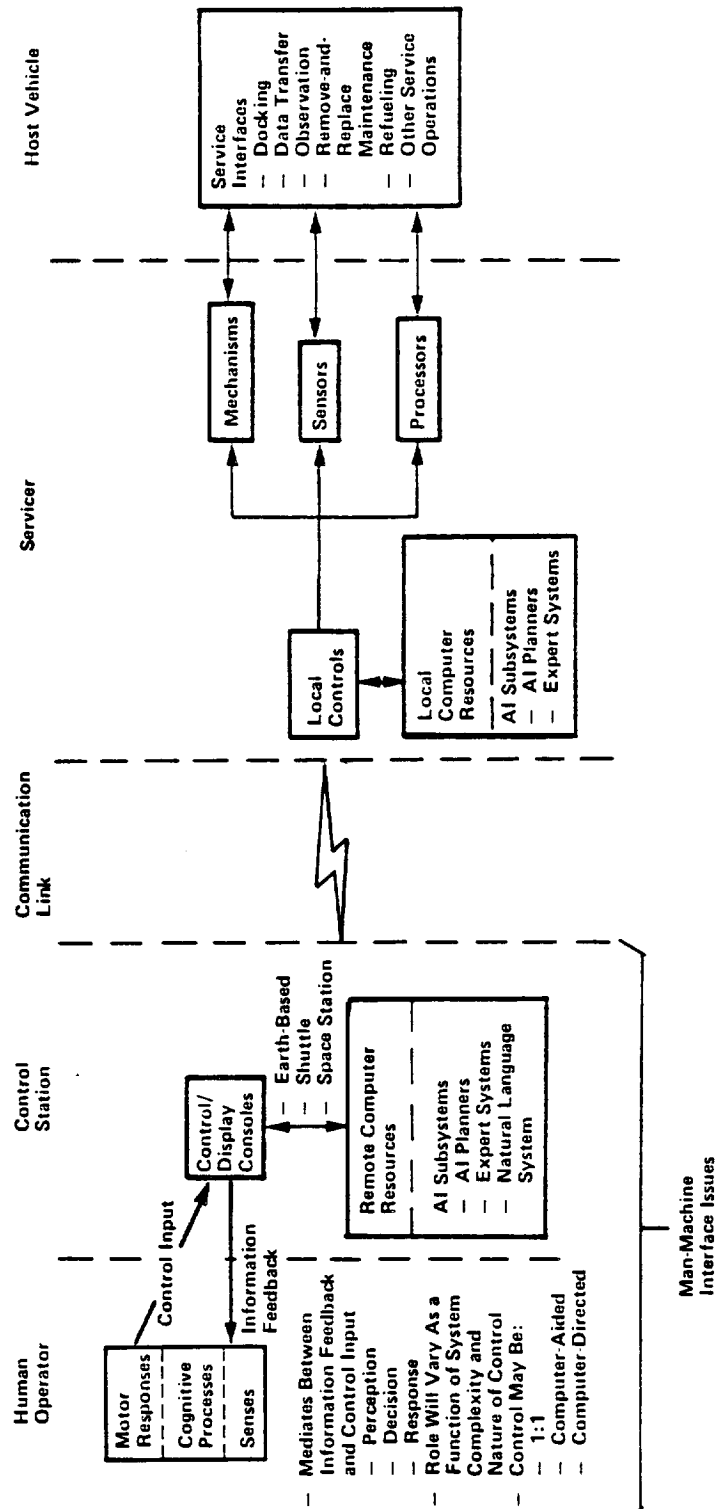 Human
Operator
Motor
Responses
Cognitive
Processes
Senses
Control Input
Information
Feedback
– Mediates Between
Information Feedback
and Control Input
– Perception
– Decision
– Response
– Role Will Vary As a
Function of System
Complexity and
Nature of Control
– Control May Be:
– 1:1
– Computer-Aided
– Computer-Directed
Control
Station
Control/
Display
Consoles
– Earth-Based
– Shuttle
– Space Station
Remote Computer
Resources
AI Subsystems
– AI Planners
– Expert Systems
– Natural Language
System
Man-Machine
Interface Issues
Communication
Link
Servicer
Local
Controls
Local
Computer
Resources
AI Subsystems
– AI Planners
– Expert Systems
Mechanisms
Sensors
Processors
Host Vehicle
Service
Interfaces
– Docking
– Data Transfer
– Observation
– Remove-and-
Replace
Maintenance
– Refueling
– Other Service
Operations